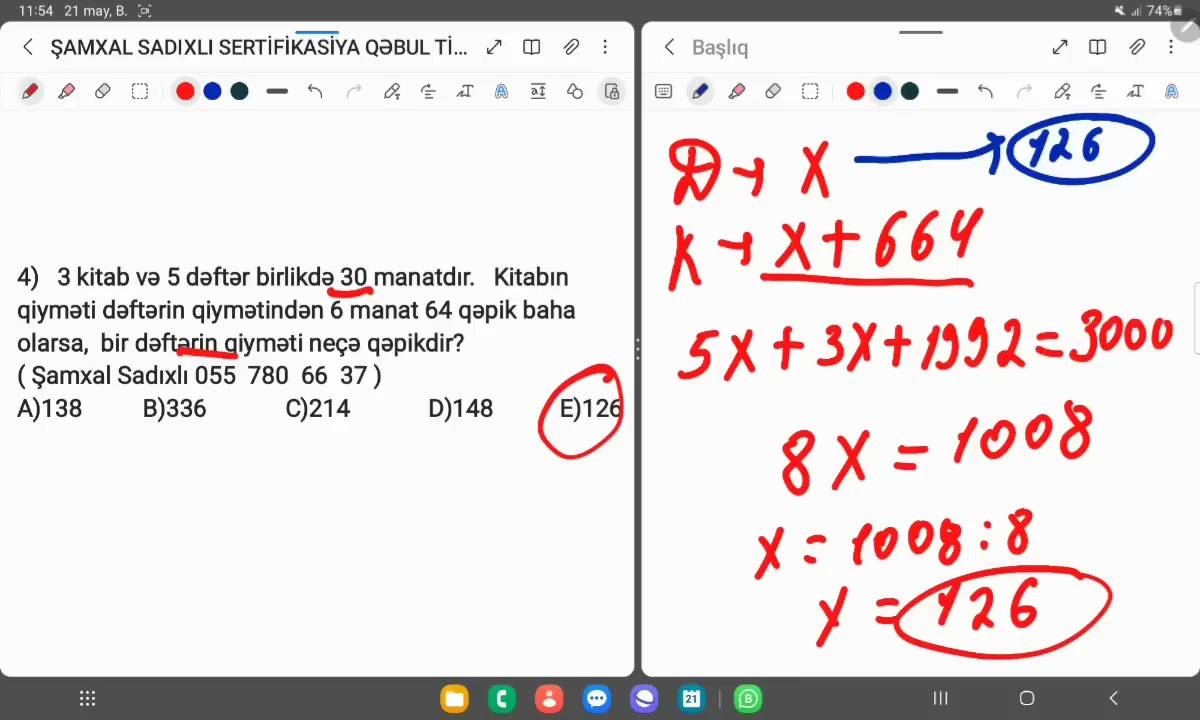 11:54 21 may, B. 74%
ŞAMXAL SADIXLI SERTİFİKASİYA QƏBUL Tİ...
4) 3 kitab və 5 dəftər birlikdə 30 manatdır. Kitabın
qiyməti dəftərin qiymətindən 6 manat 64 qəpik baha
olarsa, bir dəftərin qiyməti neçə qəpikdir?
( Şamxal Sadıxlı 055 780 66 37 )
A)138 B)336 C)214 D)148 E)126
Başlıq
D → X → 126
K → X + 664
5X + 3X + 1992 = 3000
8X = 1008
X = 1008 : 8
X = 126
21